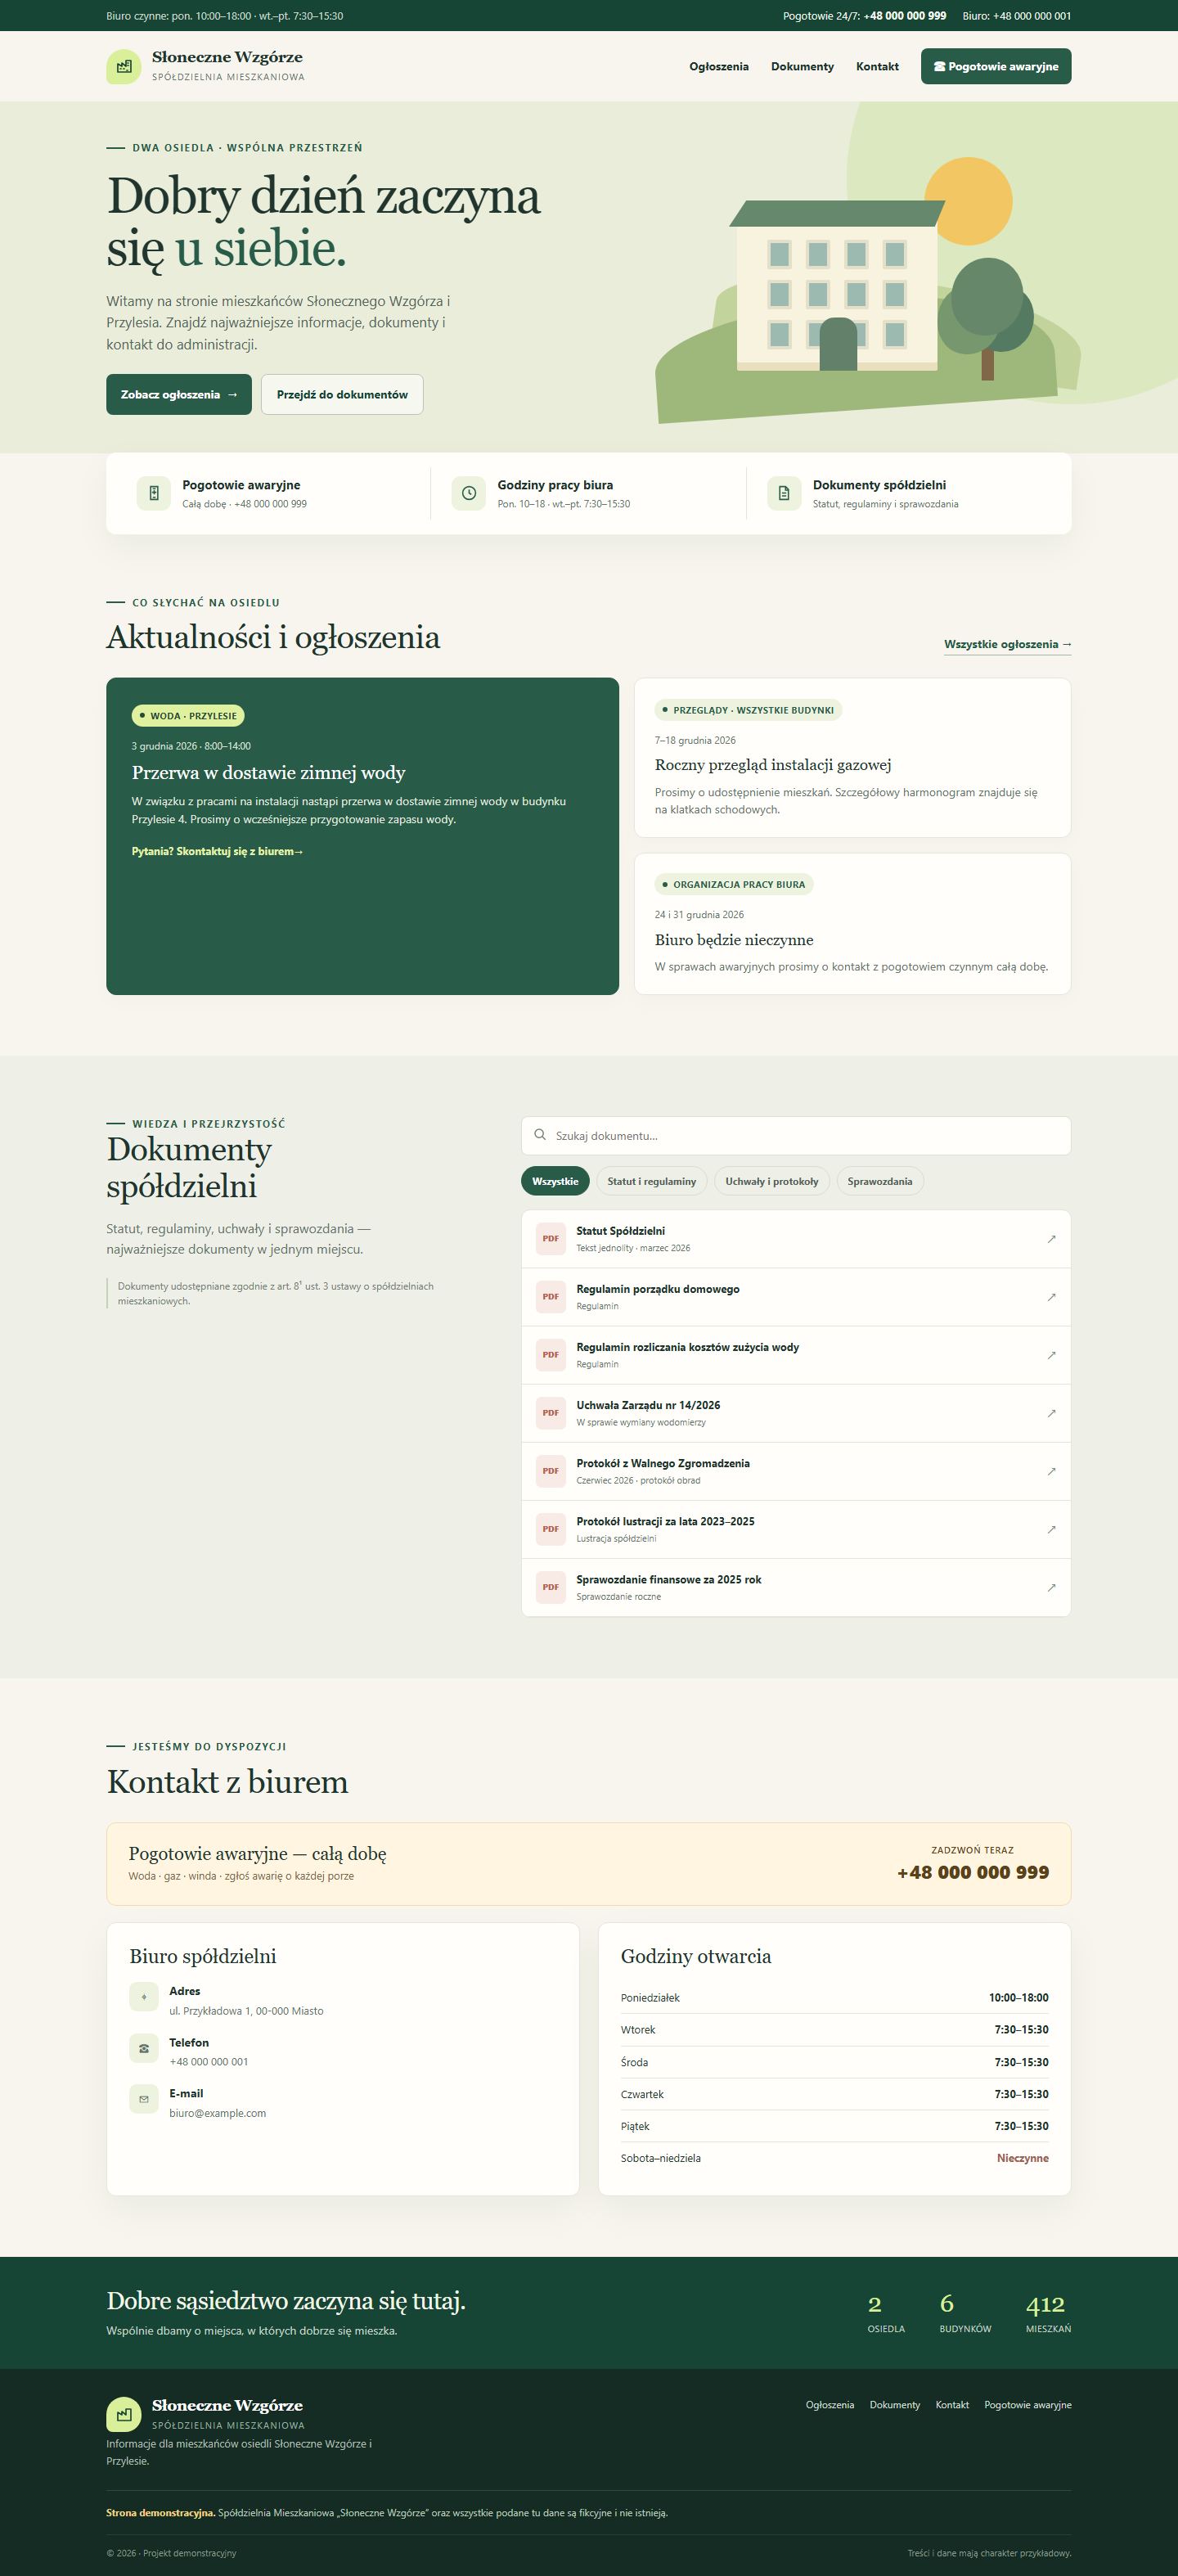 Biuro czynne: pon. 10:00–18:00 · wt.–pt. 7:30–15:30
Pogotowie 24/7: +48 000 000 999 Biuro: +48 000 000 001
Słoneczne Wzgórze
SPÓŁDZIELNIA MIESZKANIOWA
Ogłoszenia Dokumenty Kontakt ☎ Pogotowie awaryjne
DWA OSIEDLA · WSPÓLNA PRZESTRZEŃ
Dobry dzień zaczyna
się u siebie.
Witamy na stronie mieszkańców Słonecznego Wzgórza i
Przylesia. Znajdź najważniejsze informacje, dokumenty i
kontakt do administracji.
Zobacz ogłoszenia → Przejdź do dokumentów
Pogotowie awaryjne
Całą dobę · +48 000 000 999
Godziny pracy biura
Pon. 10–18 · wt.–pt. 7:30–15:30
Dokumenty spółdzielni
Statut, regulaminy i sprawozdania
CO SŁYCHAĆ NA OSIEDLU
Aktualności i ogłoszenia
Wszystkie ogłoszenia →
WODA · PRZYLESIE
3 grudnia 2026 · 8:00–14:00
Przerwa w dostawie zimnej wody
W związku z pracami na instalacji nastąpi przerwa w dostawie zimnej wody w budynku
Przylesie 4. Prosimy o wcześniejsze przygotowanie zapasu wody.
Pytania? Skontaktuj się z biurem→
PRZEGLĄDY · WSZYSTKIE BUDYNKI
7–18 grudnia 2026
Roczny przegląd instalacji gazowej
Prosimy o udostępnienie mieszkań. Szczegółowy harmonogram znajduje się
na klatkach schodowych.
ORGANIZACJA PRACY BIURA
24 i 31 grudnia 2026
Biuro będzie nieczynne
W sprawach awaryjnych prosimy o kontakt z pogotowiem czynnym całą dobę.
WIEDZA I PRZEJRZYSTOŚĆ
Dokumenty
spółdzielni
Statut, regulaminy, uchwały i sprawozdania —
najważniejsze dokumenty w jednym miejscu.
Dokumenty udostępniane zgodnie z art. 8¹ ust. 3 ustawy o spółdzielniach
mieszkaniowych.
Szukaj dokumentu...
Wszystkie Statut i regulaminy Uchwały i protokoły Sprawozdania
PDF Statut Spółdzielni ↗
Tekst jednolity · marzec 2026
PDF Regulamin porządku domowego ↗
Regulamin
PDF Regulamin rozliczania kosztów zużycia wody ↗
Regulamin
PDF Uchwała Zarządu nr 14/2026 ↗
W sprawie wymiany wodomierzy
PDF Protokół z Walnego Zgromadzenia ↗
Czerwiec 2026 · protokół obrad
PDF Protokół lustracji za lata 2023–2025 ↗
Lustracja spółdzielni
PDF Sprawozdanie finansowe za 2025 rok ↗
Sprawozdanie roczne
JESTEŚMY DO DYSPOZYCJI
Kontakt z biurem
Pogotowie awaryjne — całą dobę
Woda · gaz · winda · zgłoś awarię o każdej porze
ZADZWOŃ TERAZ
+48 000 000 999
Biuro spółdzielni
Adres
ul. Przykładowa 1, 00-000 Miasto
Telefon
+48 000 000 001
E-mail
biuro@example.com
Godziny otwarcia
Poniedziałek 10:00–18:00
Wtorek 7:30–15:30
Środa 7:30–15:30
Czwartek 7:30–15:30
Piątek 7:30–15:30
Sobota–niedziela Nieczynne
Dobre sąsiedztwo zaczyna się tutaj.
Wspólnie dbamy o miejsca, w których dobrze się mieszka.
2 6 412
OSIEDLA BUDYNKÓW MIESZKAŃ
Słoneczne Wzgórze
SPÓŁDZIELNIA MIESZKANIOWA
Informacje dla mieszkańców osiedli Słoneczne Wzgórze i
Przylesie.
Ogłoszenia Dokumenty Kontakt Pogotowie awaryjne
Strona demonstracyjna. Spółdzielnia Mieszkaniowa „Słoneczne Wzgórze” oraz wszystkie podane tu dane są fikcyjne i nie istnieją.
© 2026 · Projekt demonstracyjny
Treści i dane mają charakter przykładowy.